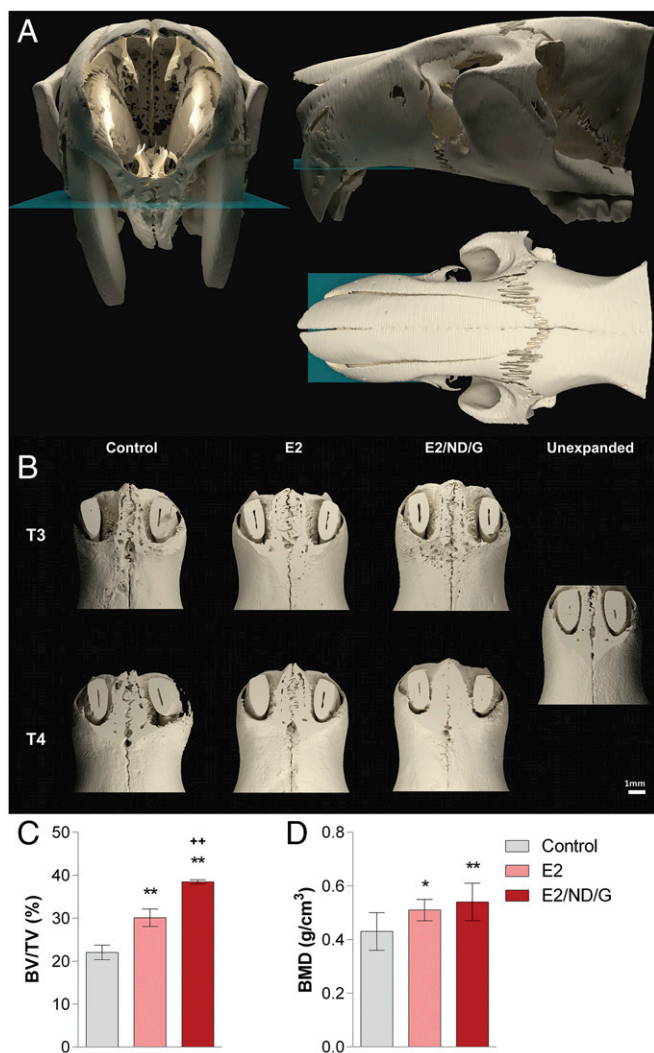 A
B
Control E2 E2/ND/G Unexpanded
T3
T4
1mm
C
50
40
30
20
10
0
BV/TV (%)
**
++
**
D
0.8
0.6
0.4
0.2
0.0
BMD (g/cm³)
*
**
Control
E2
E2/ND/G